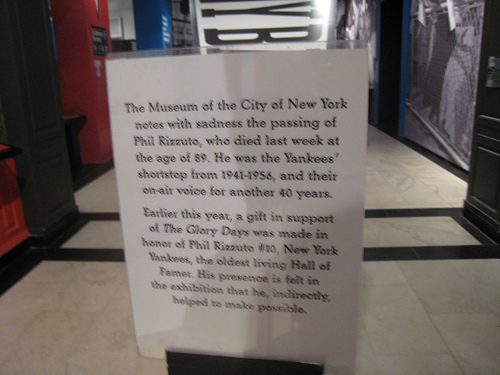 The Museum of the City of New York
notes with sadness the passing of
Phil Rizzuto, who died last week at
the age of 89. He was the Yankees'
shortstop from 1941-1956, and their
on-air voice for another 40 years.
Earlier this year, a gift in support
of The Glory Days was made in
honor of Phil Rizzuto #10, New York
Yankees, the oldest living Hall of
Famer. His presence is felt in
the exhibition that he, indirectly,
helped to make possible.